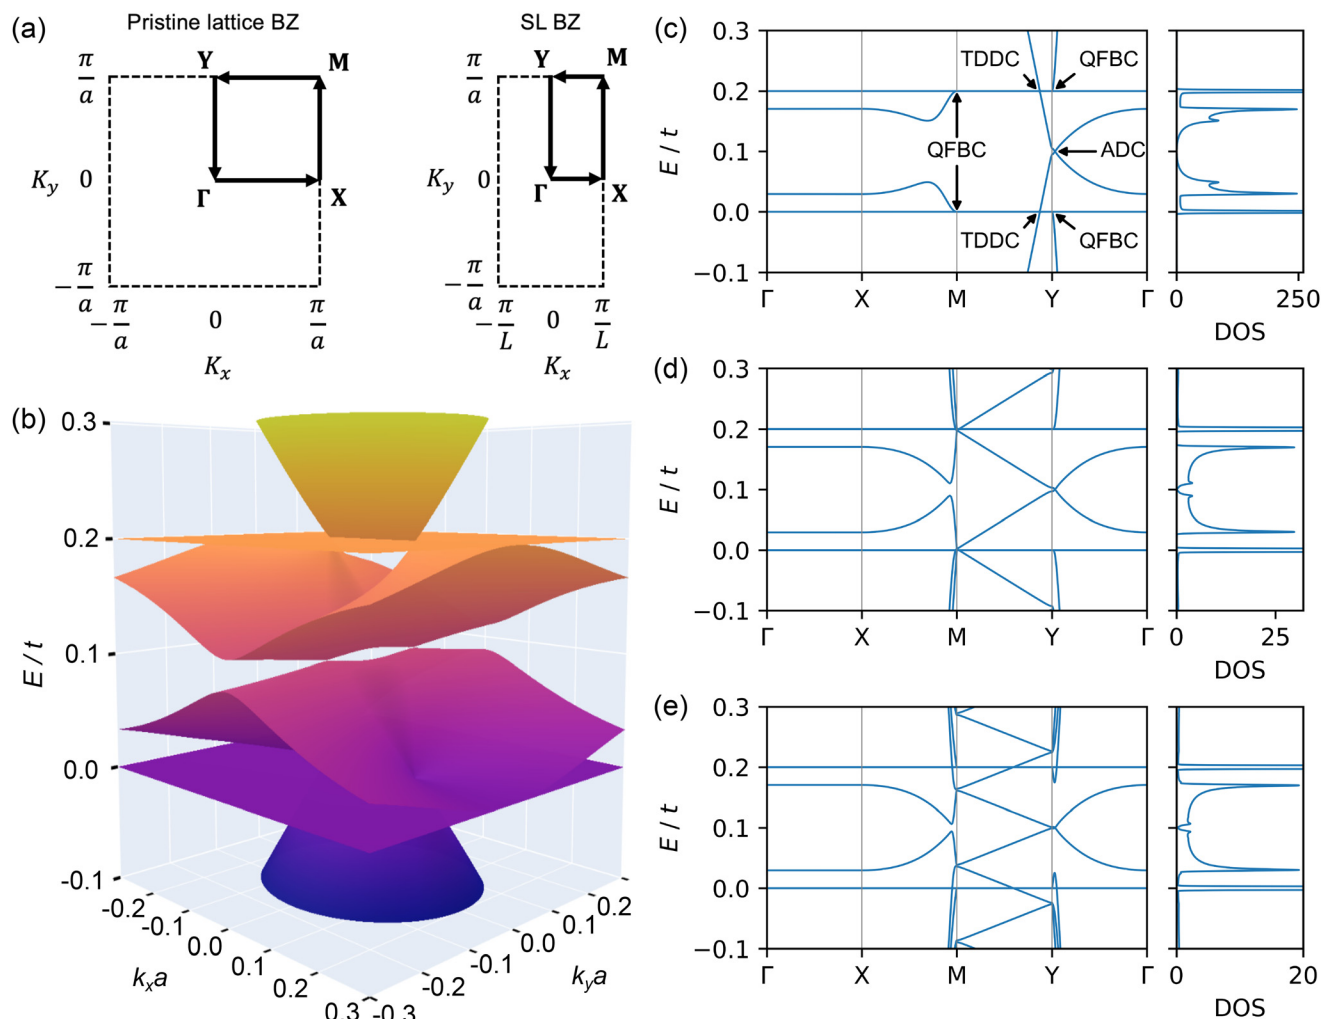 (a)
Pristine lattice BZ
SL BZ
π/a
Y
M
K_y
0
Γ
X
−π/a
−π/a
0
π/a
K_x
π/a
Y
M
K_y
0
Γ
X
−π/a
−π/L
0
π/L
K_x
(b)
0.3
0.2
0.1
0.0
-0.1
E / t
-0.2
-0.1
0.0
0.1
0.2
0.3
k_xa
-0.3
-0.2
-0.1
0.0
0.1
0.2
k_ya
(c)
0.3
0.2
0.1
0.0
−0.1
E / t
TDDC
QFBC
QFBC
ADC
TDDC
QFBC
Γ
X
M
Y
Γ
0
250
DOS
(d)
0.3
0.2
0.1
0.0
−0.1
E / t
Γ
X
M
Y
Γ
0
25
DOS
(e)
0.3
0.2
0.1
0.0
−0.1
E / t
Γ
X
M
Y
Γ
0
20
DOS